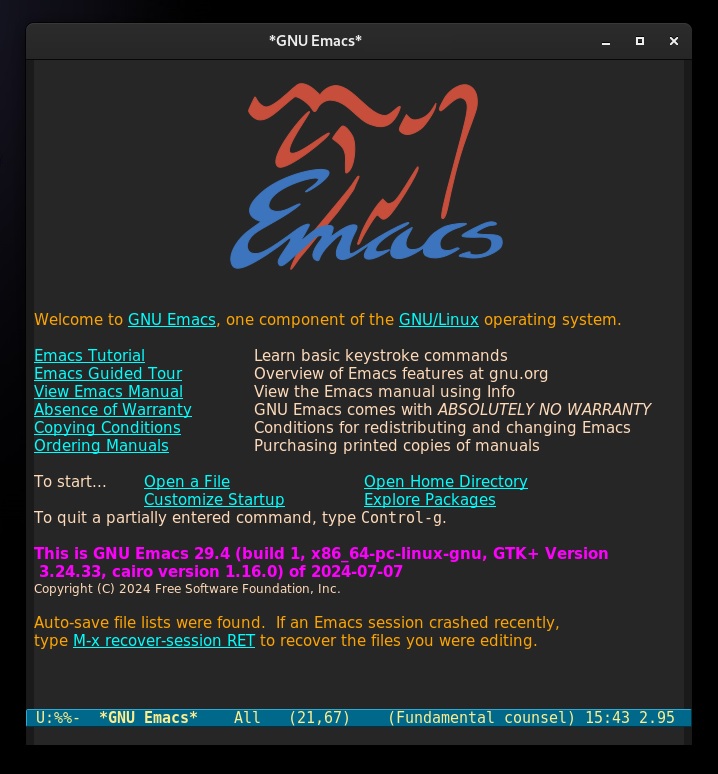 *GNU Emacs*
Emacs
Welcome to GNU Emacs, one component of the GNU/Linux operating system.
Emacs Tutorial Learn basic keystroke commands
Emacs Guided Tour Overview of Emacs features at gnu.org
View Emacs Manual View the Emacs manual using Info
Absence of Warranty GNU Emacs comes with ABSOLUTELY NO WARRANTY
Copying Conditions Conditions for redistributing and changing Emacs
Ordering Manuals Purchasing printed copies of manuals
To start... Open a File Open Home Directory
Customize Startup Explore Packages
To quit a partially entered command, type Control-g.
This is GNU Emacs 29.4 (build 1, x86_64-pc-linux-gnu, GTK+ Version
3.24.33, cairo version 1.16.0) of 2024-07-07
Copyright (C) 2024 Free Software Foundation, Inc.
Auto-save file lists were found.  If an Emacs session crashed recently,
type M-x recover-session RET to recover the files you were editing.
U:%%-  *GNU Emacs*    All   (21,67)    (Fundamental counsel) 15:43 2.95